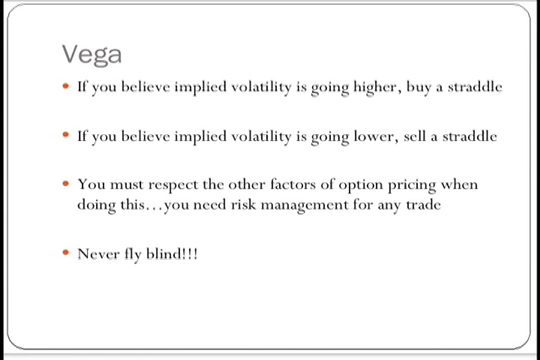 Vega
• If you believe implied volatility is going higher, buy a straddle
• If you believe implied volatility is going lower, sell a straddle
• You must respect the other factors of option pricing when
doing this…you need risk management for any trade
• Never fly blind!!!